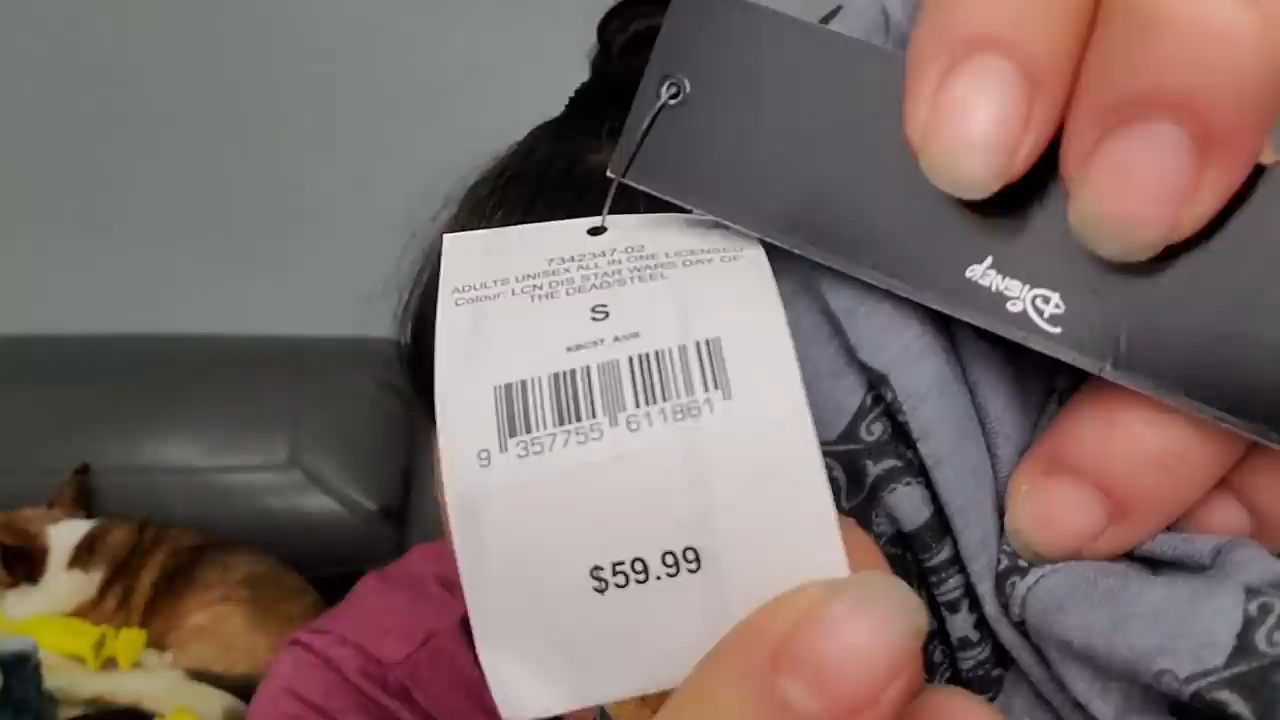 7342347-02
ADULTS UNISEX ALL IN ONE LICENSED
Colour: LCN DIS STAR WARS DAY OF
THE DEAD/STEEL
S
9 357755 611861
$59.99
Disney